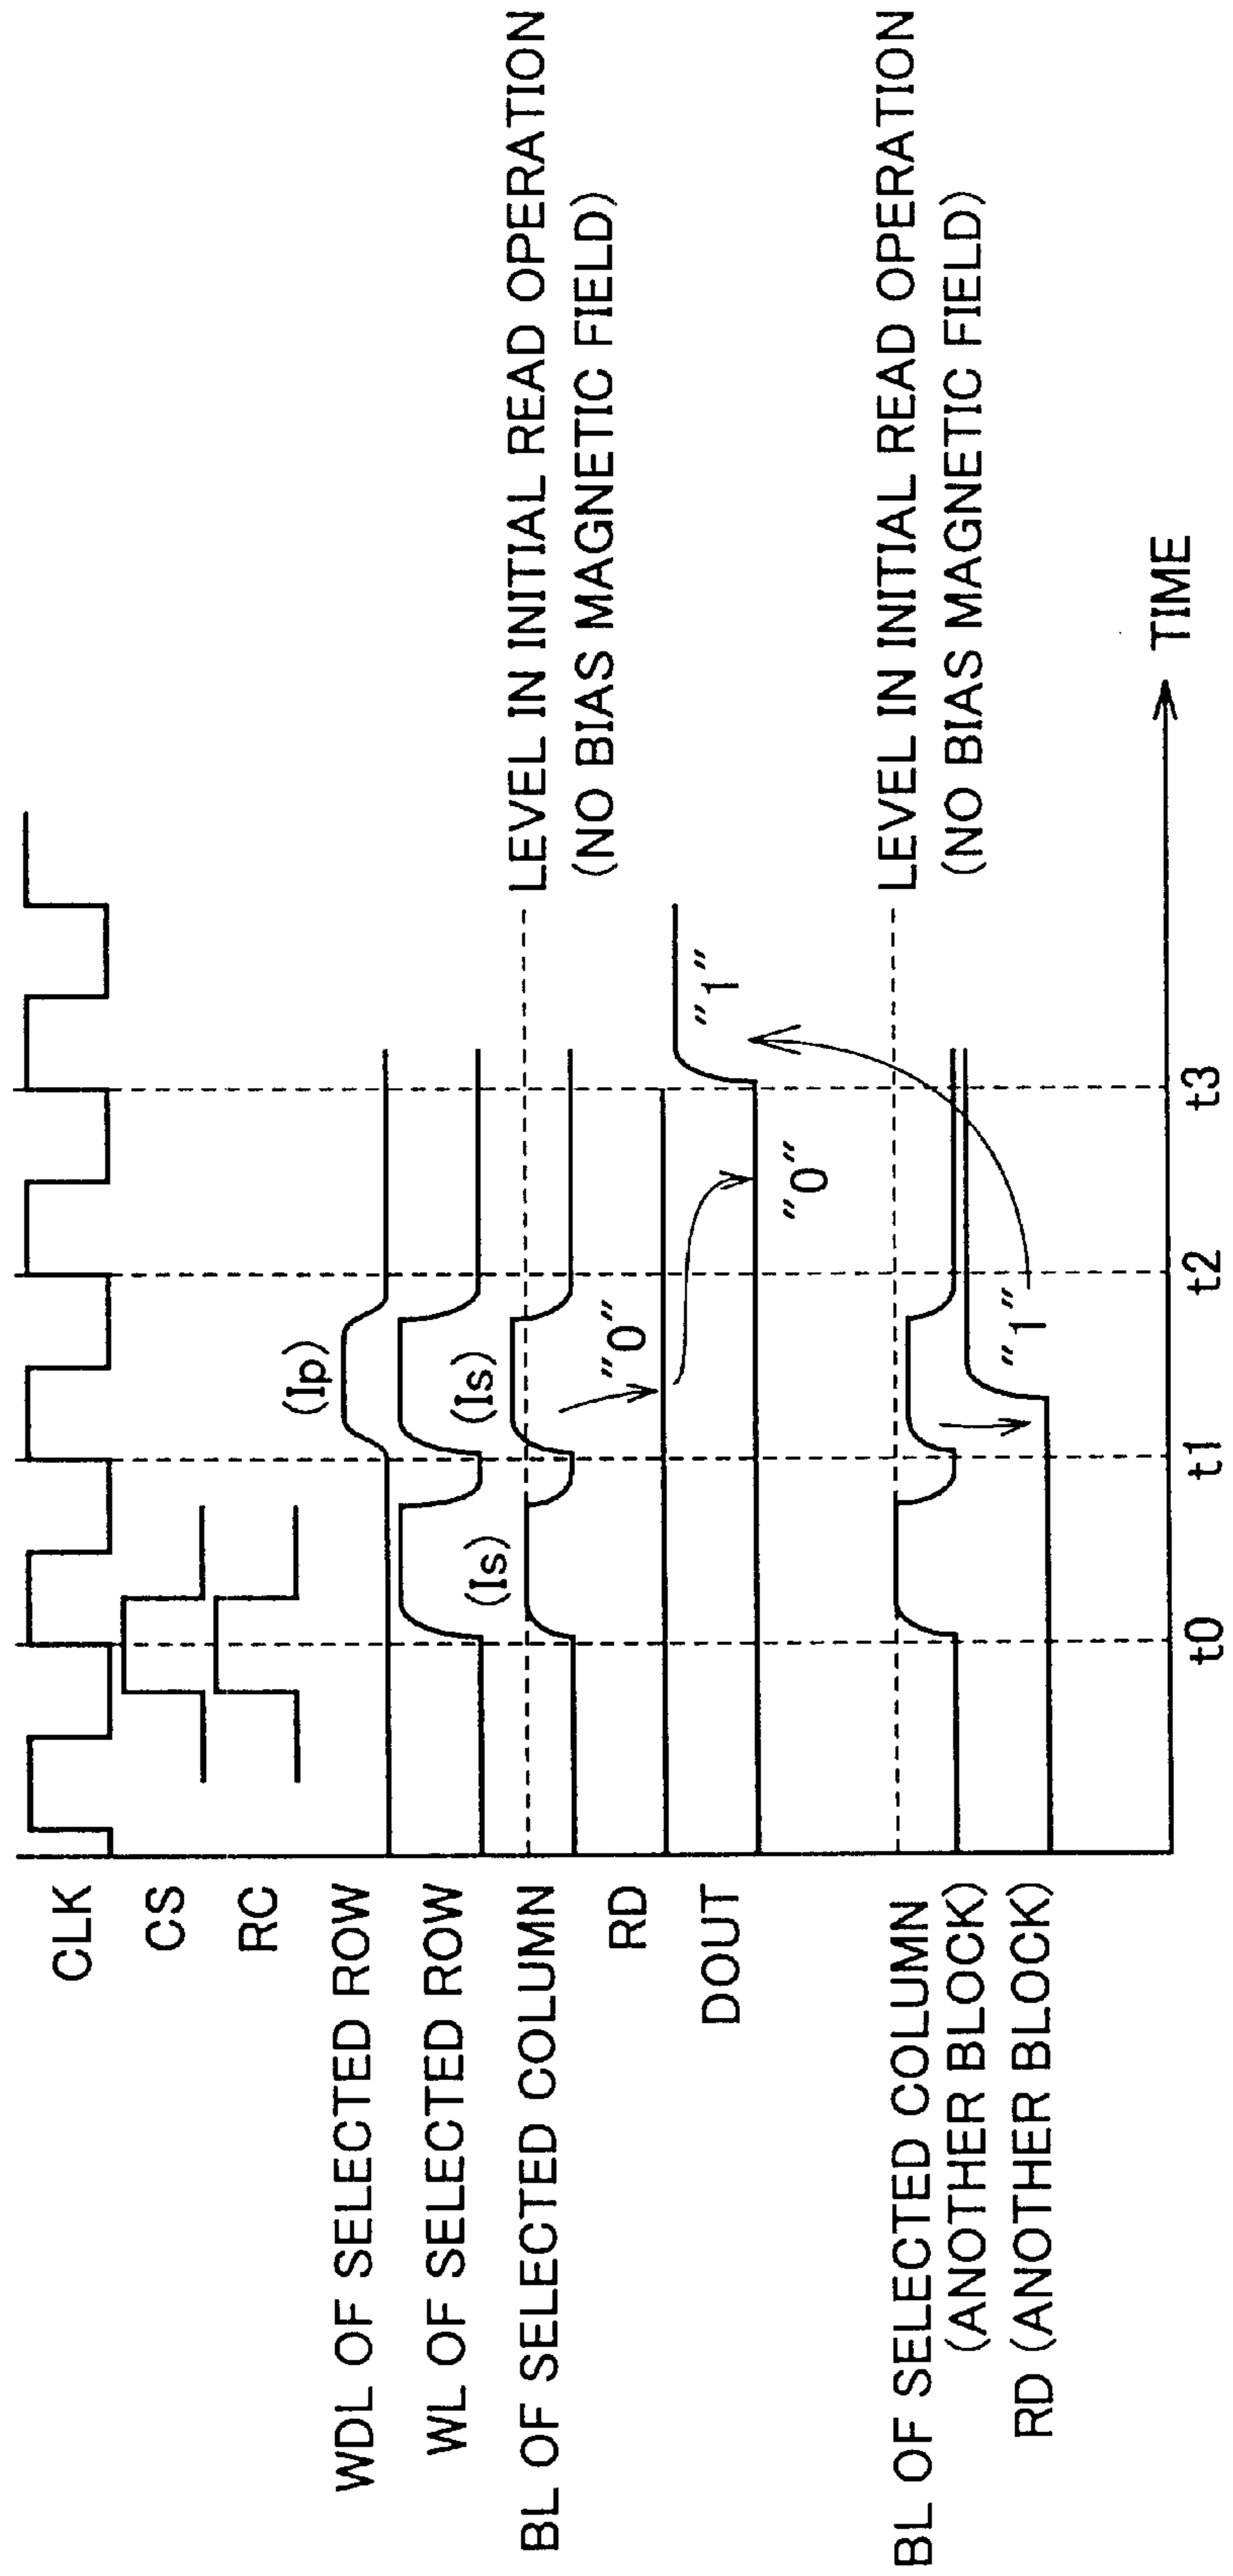 CLK
CS
RC
WDL OF SELECTED ROW
(Ip)
WL OF SELECTED ROW
(Is) (Is)
BL OF SELECTED COLUMN
LEVEL IN INITIAL READ OPERATION
(NO BIAS MAGNETIC FIELD)
"0"
RD
DOUT
"1"
"0"
BL OF SELECTED COLUMN
(ANOTHER BLOCK)
LEVEL IN INITIAL READ OPERATION
(NO BIAS MAGNETIC FIELD)
RD (ANOTHER BLOCK)
"1"
TIME
t0 t1 t2 t3